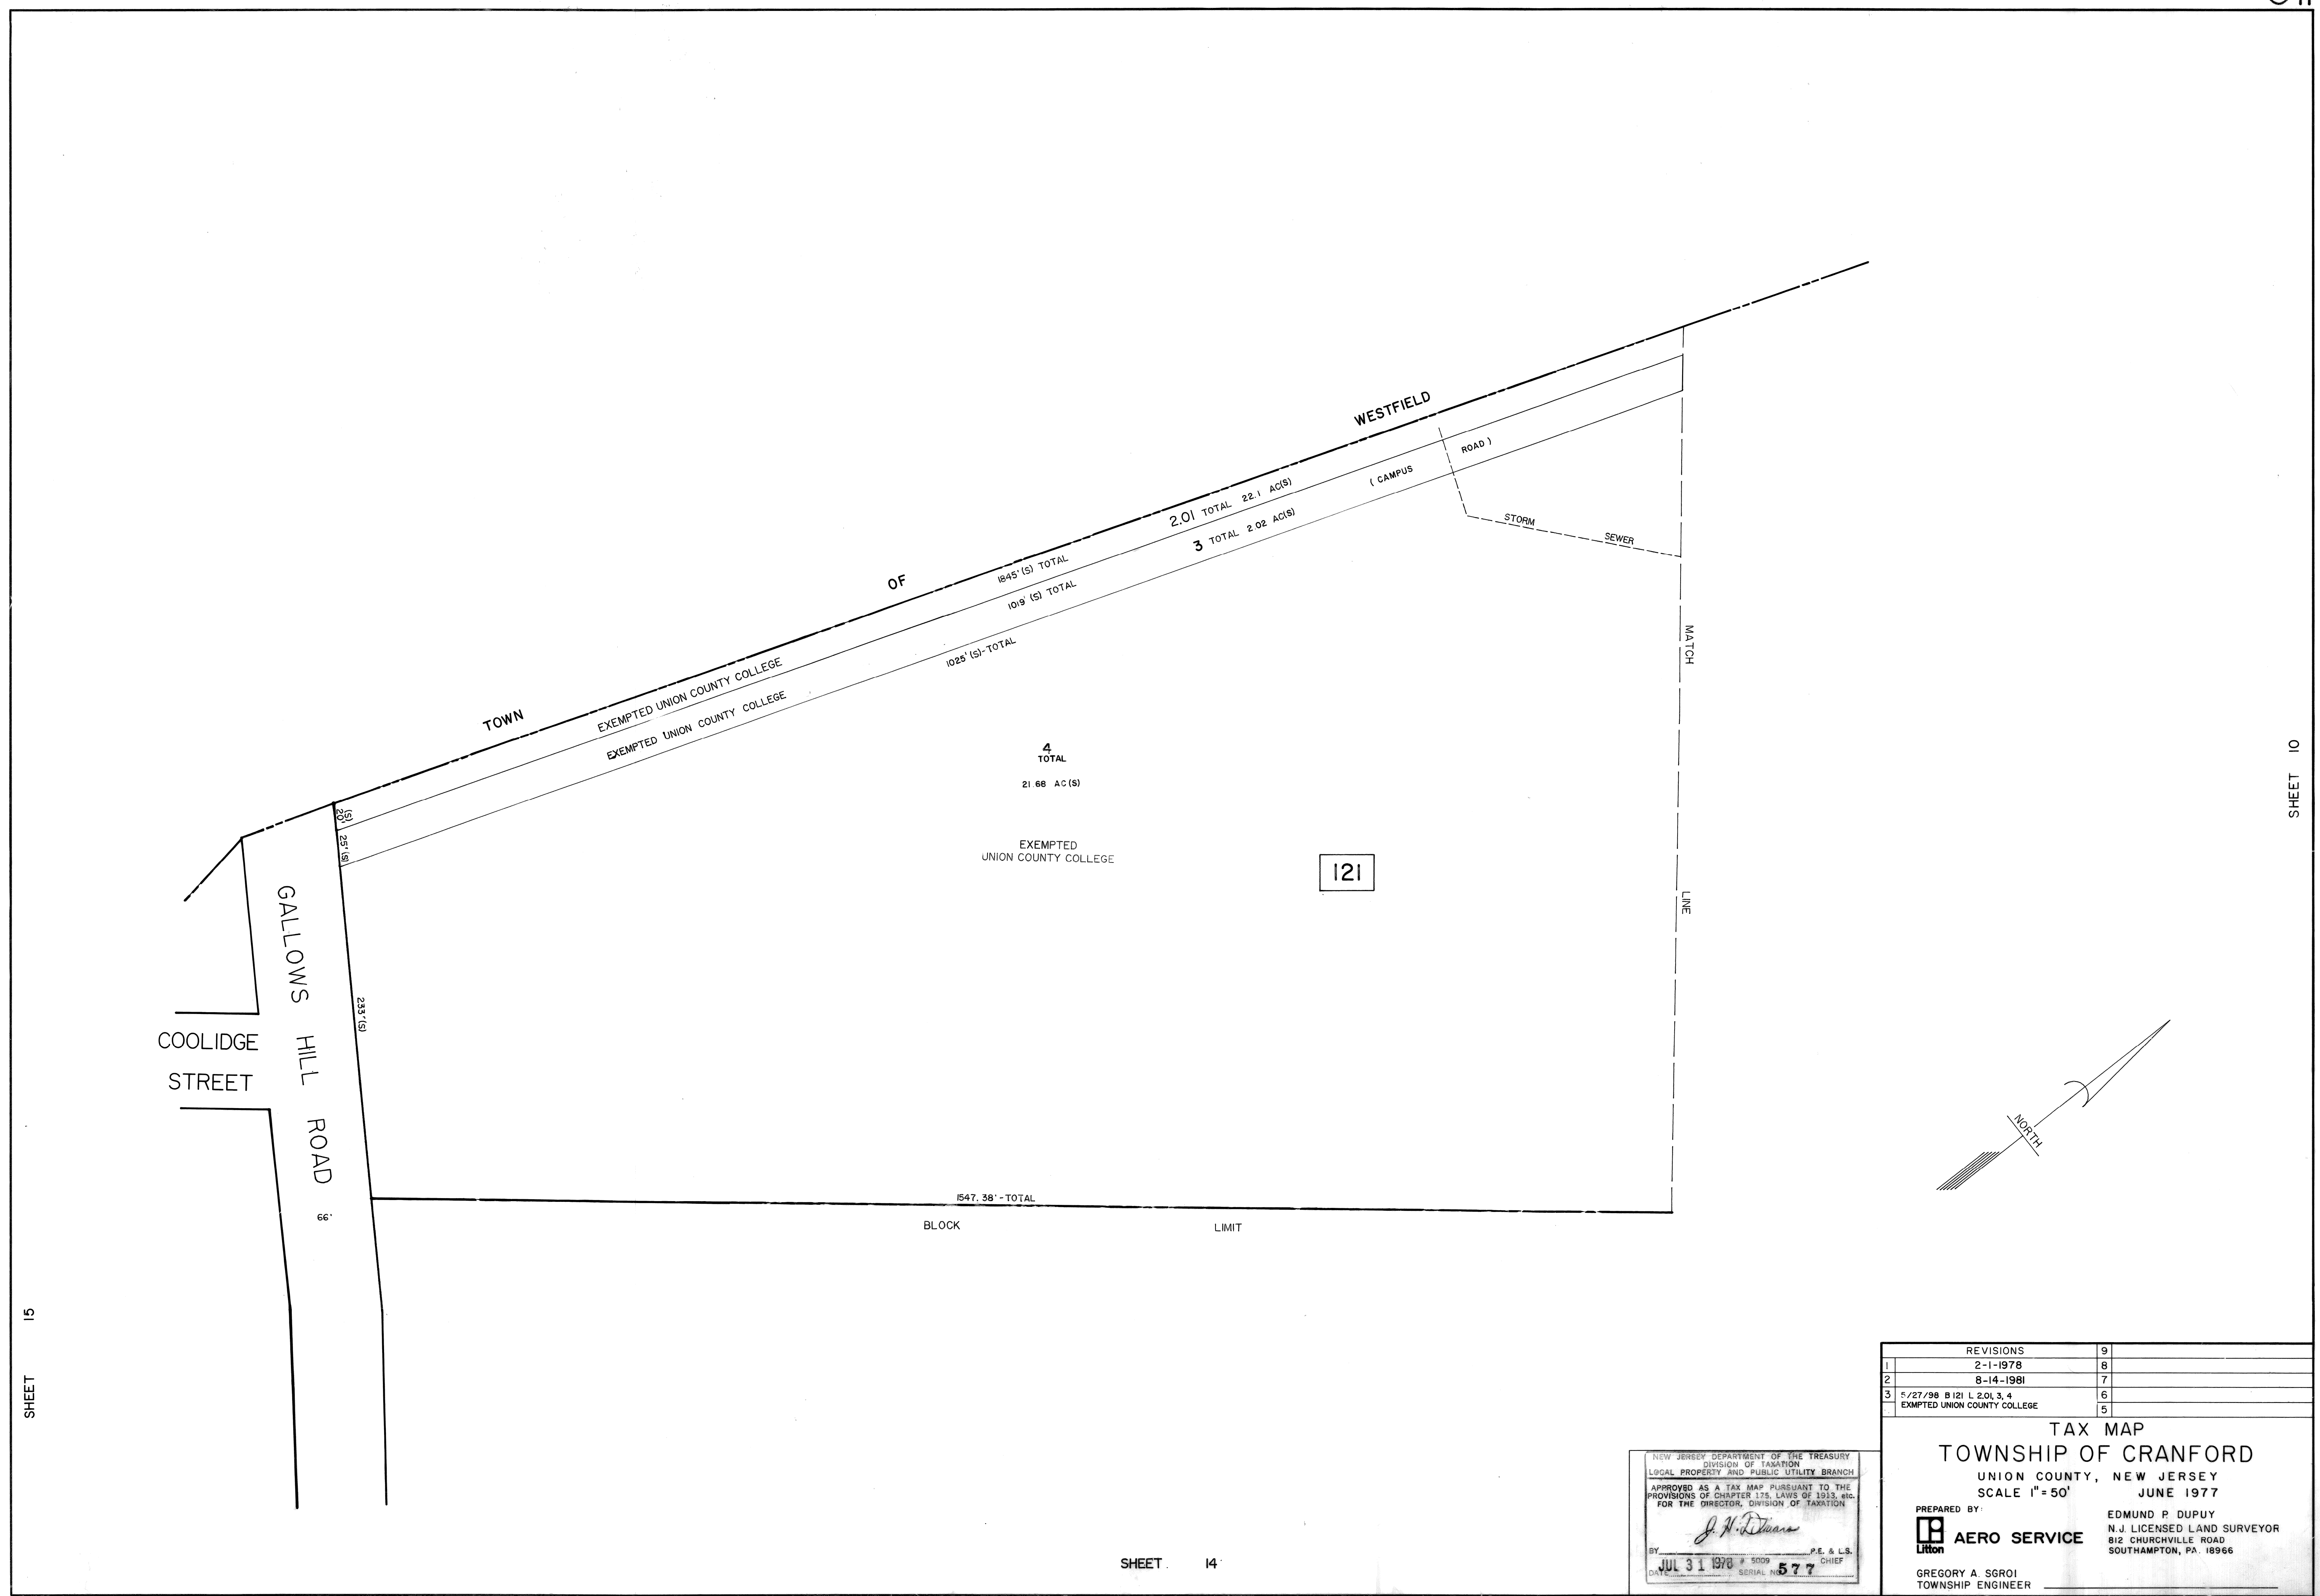 WESTFIELD
OF
TOWN
2.01 TOTAL 22.1 AC(S)
( CAMPUS ROAD )
3 TOTAL 2.02 AC(S)
STORM SEWER
1845'(S) TOTAL
1019' (S) TOTAL
1025'(S)-TOTAL
EXEMPTED UNION COUNTY COLLEGE
EXEMPTED UNION COUNTY COLLEGE
MATCH LINE
4
TOTAL
21.68 AC(S)
EXEMPTED
UNION COUNTY COLLEGE
121
20' (S)
25' (S)
233'(S)
GALLOWS HILL ROAD
66'
COOLIDGE
STREET
1547.38'-TOTAL
BLOCK LIMIT
NORTH
SHEET 10
SHEET 15
SHEET 14
REVISIONS 9
1 2-1-1978 8
2 8-14-1981 7
3 5/27/98 B 121 L 2.01, 3, 4 6
EXMPTED UNION COUNTY COLLEGE 5
TAX MAP
TOWNSHIP OF CRANFORD
UNION COUNTY, NEW JERSEY
SCALE 1"=50' JUNE 1977
PREPARED BY:
Litton
AERO SERVICE
EDMUND P. DUPUY
N.J. LICENSED LAND SURVEYOR
812 CHURCHVILLE ROAD
SOUTHAMPTON, PA. 18966
GREGORY A. SGROI
TOWNSHIP ENGINEER
NEW JERSEY DEPARTMENT OF THE TREASURY
DIVISION OF TAXATION
LOCAL PROPERTY AND PUBLIC UTILITY BRANCH
APPROVED AS A TAX MAP PURSUANT TO THE
PROVISIONS OF CHAPTER 175, LAWS OF 1913, etc.
FOR THE DIRECTOR, DIVISION OF TAXATION
BY P.E. & L.S.
# 5009 CHIEF
DATE JUL 31 1978 SERIAL NO 577